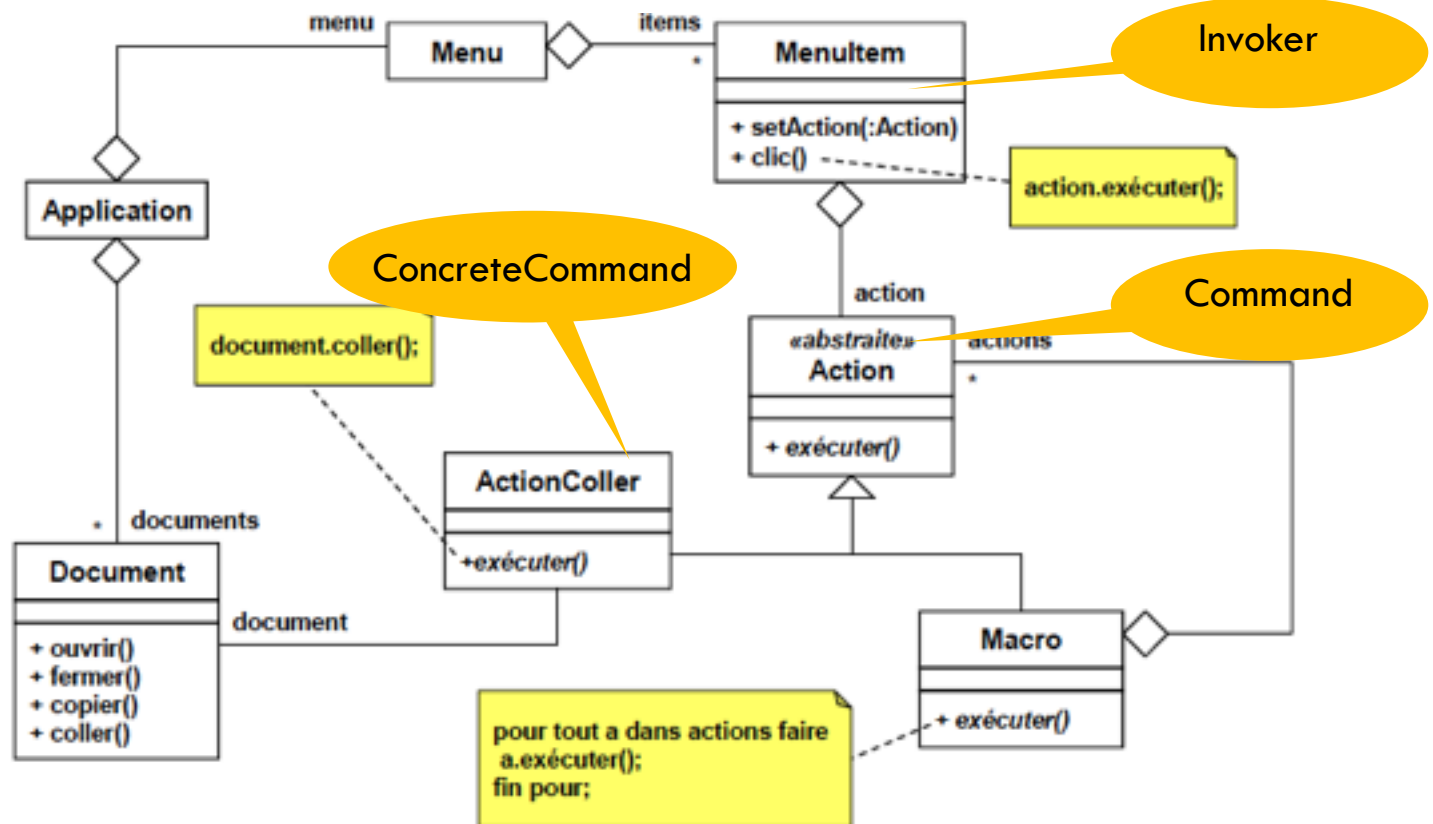 menu
items
Menu
*
MenuItem
+ setAction(:Action)
+ clic()
Invoker
action.exécuter();
Application
ConcreteCommand
document.coller();
action
Command
«abstraite»
Action
+ exécuter()
actions
*
ActionColler
+exécuter()
*
documents
Document
+ ouvrir()
+ fermer()
+ copier()
+ coller()
document
Macro
+ exécuter()
pour tout a dans actions faire
a.exécuter();
fin pour;